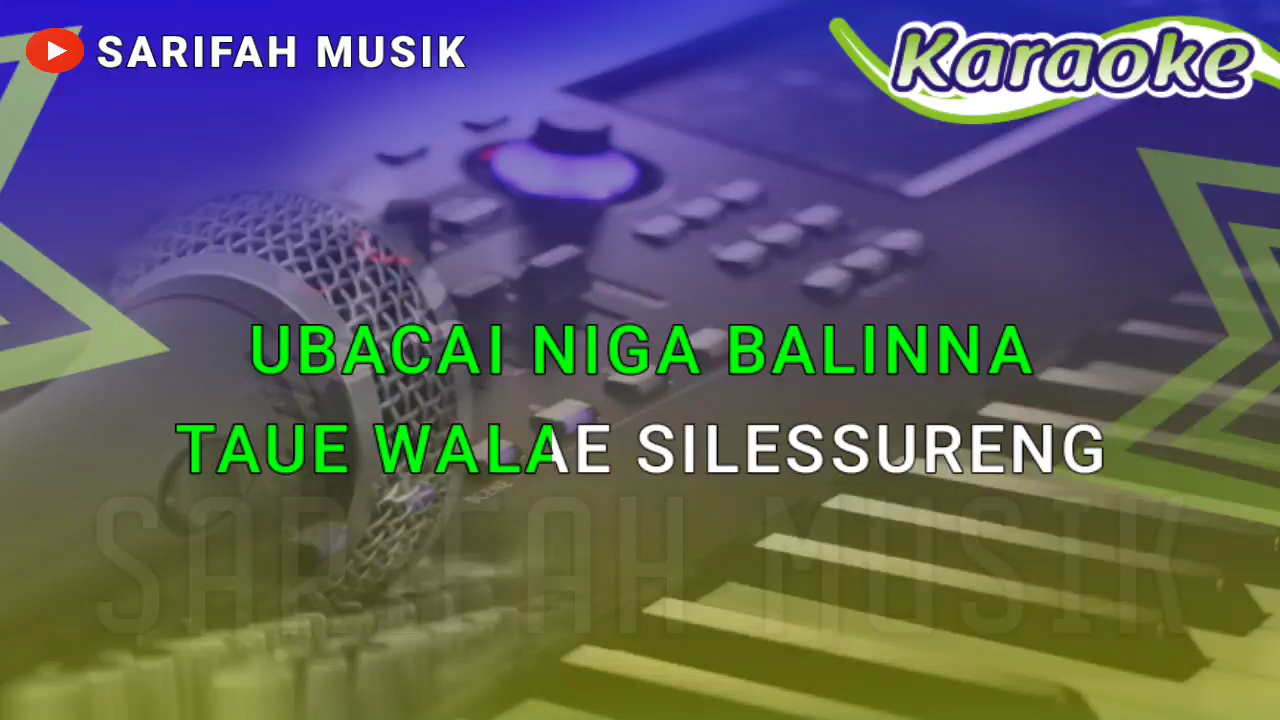 SARIFAH MUSIK
Karaoke
UBACAI NIGA BALINNA
TAUE WALAE SILESSURENG
SARIFAH MUSIK